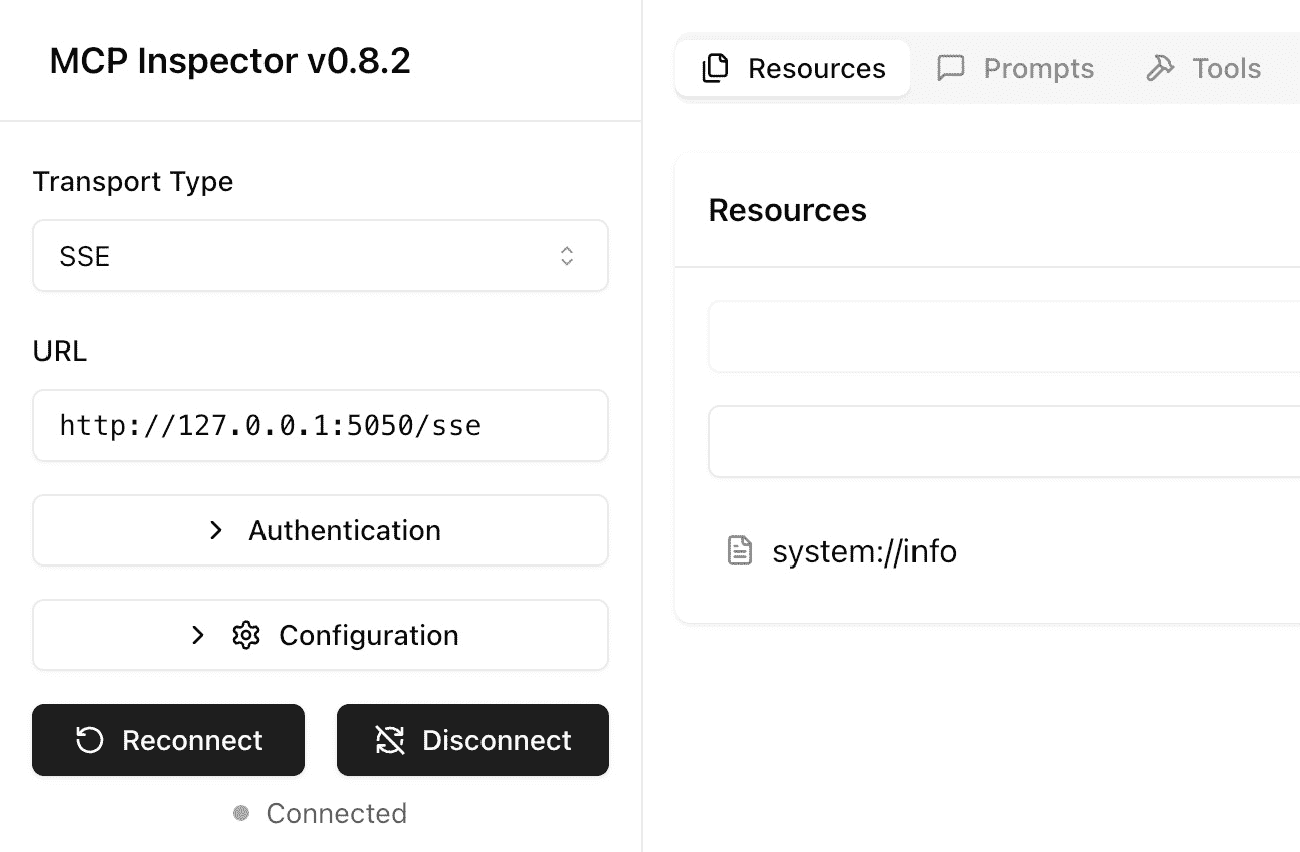 MCP Inspector v0.8.2
Transport Type
SSE
URL
http://127.0.0.1:5050/sse
Authentication
Configuration
Reconnect
Disconnect
Connected
Resources
Prompts
Tools
Resources
system://info